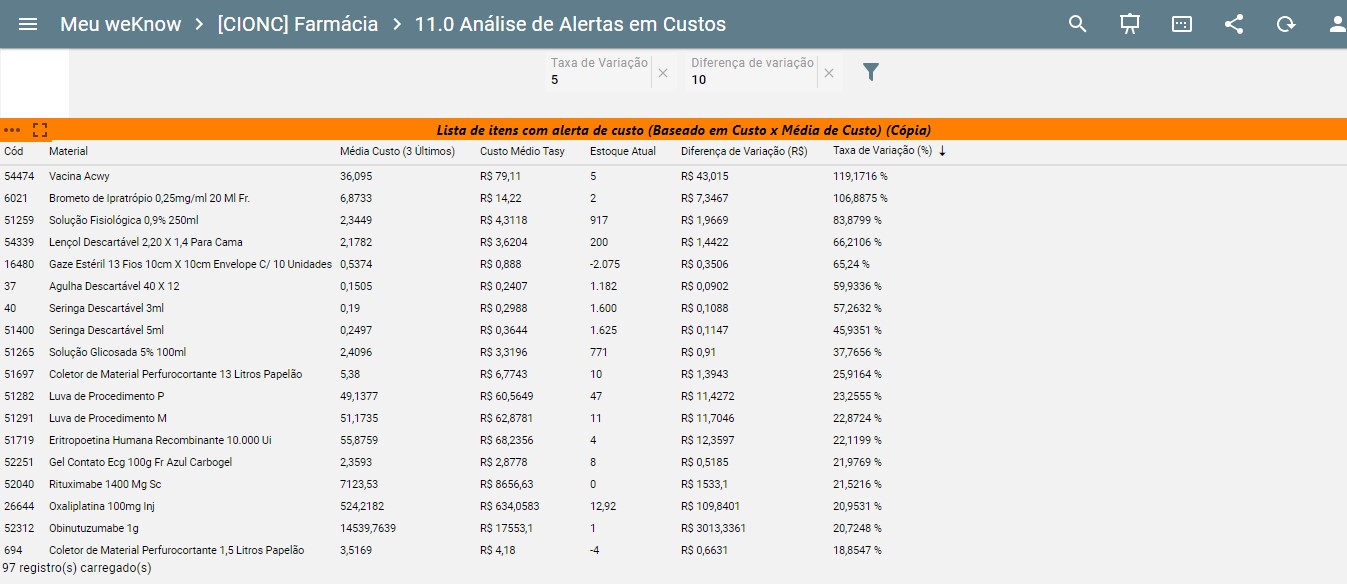 Meu weKnow > [CIONC] Farmácia > 11.0 Análise de Alertas em Custos
Taxa de Variação Diferença de variação
5 10
Lista de itens com alerta de custo (Baseado em Custo x Média de Custo) (Cópia)
Cód Material Média Custo (3 Últimos) Custo Médio Tasy Estoque Atual Diferença de Variação (R$) Taxa de Variação (%) ↓
54474 Vacina Acwy 36,095 R$ 79,11 5 R$ 43,015 119,1716 %
6021 Brometo de Ipratrópio 0,25mg/ml 20 Ml Fr. 6,8733 R$ 14,22 2 R$ 7,3467 106,8875 %
51259 Solução Fisiológica 0,9% 250ml 2,3449 R$ 4,3118 917 R$ 1,9669 83,8799 %
54339 Lençol Descartável 2,20 X 1,4 Para Cama 2,1782 R$ 3,6204 200 R$ 1,4422 66,2106 %
16480 Gaze Estéril 13 Fios 10cm X 10cm Envelope C/ 10 Unidades 0,5374 R$ 0,888 -2.075 R$ 0,3506 65,24 %
37 Agulha Descartável 40 X 12 0,1505 R$ 0,2407 1.182 R$ 0,0902 59,9336 %
40 Seringa Descartável 3ml 0,19 R$ 0,2988 1.600 R$ 0,1088 57,2632 %
51400 Seringa Descartável 5ml 0,2497 R$ 0,3644 1.625 R$ 0,1147 45,9351 %
51265 Solução Glicosada 5% 100ml 2,4096 R$ 3,3196 771 R$ 0,91 37,7656 %
51697 Coletor de Material Perfurocortante 13 Litros Papelão 5,38 R$ 6,7743 10 R$ 1,3943 25,9164 %
51282 Luva de Procedimento P 49,1377 R$ 60,5649 47 R$ 11,4272 23,2555 %
51291 Luva de Procedimento M 51,1735 R$ 62,8781 11 R$ 11,7046 22,8724 %
51719 Eritropoetina Humana Recombinante 10.000 Ui 55,8759 R$ 68,2356 4 R$ 12,3597 22,1199 %
52251 Gel Contato Ecg 100g Fr Azul Carbogel 2,3593 R$ 2,8778 8 R$ 0,5185 21,9769 %
52040 Rituximabe 1400 Mg Sc 7123,53 R$ 8656,63 0 R$ 1533,1 21,5216 %
26644 Oxaliplatina 100mg Inj 524,2182 R$ 634,0583 12,92 R$ 109,8401 20,9531 %
52312 Obinutuzumabe 1g 14539,7639 R$ 17553,1 1 R$ 3013,3361 20,7248 %
694 Coletor de Material Perfurocortante 1,5 Litros Papelão 3,5169 R$ 4,18 -4 R$ 0,6631 18,8547 %
97 registro(s) carregado(s)